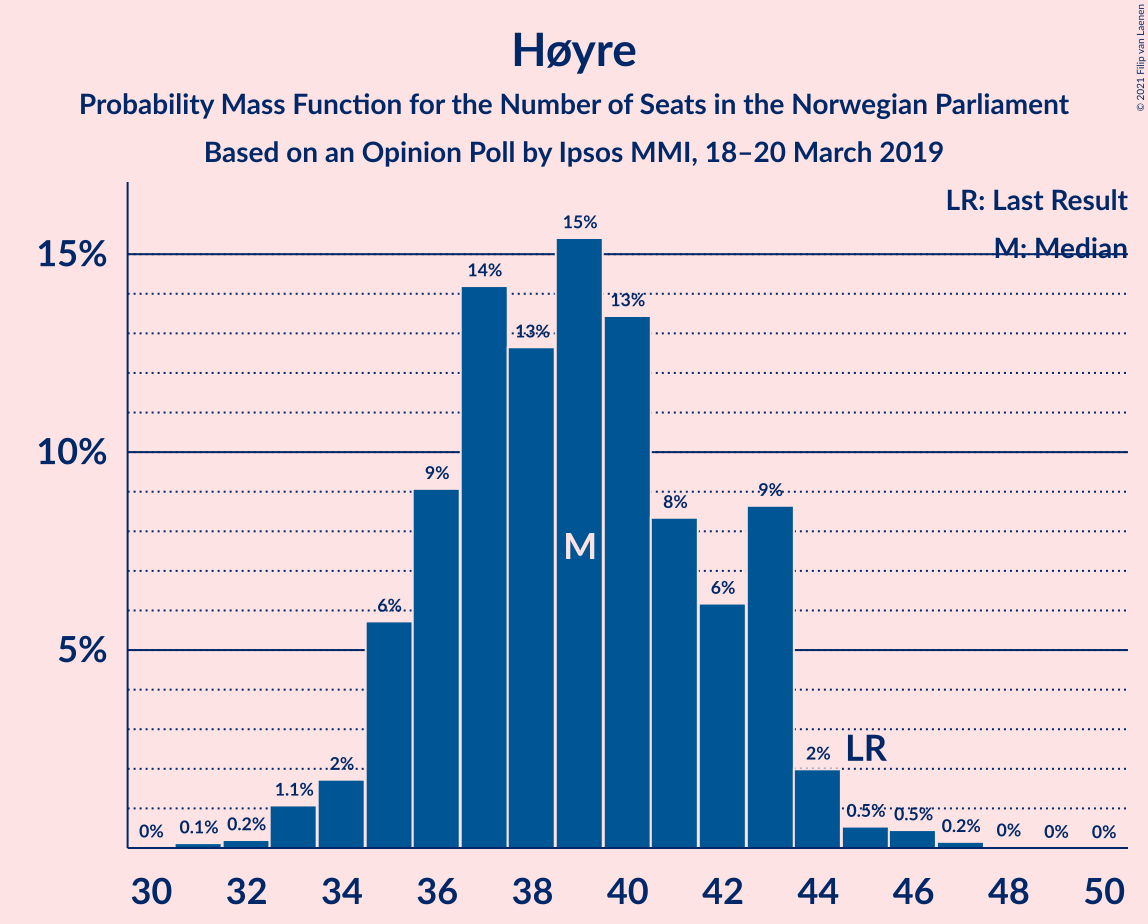 Høyre
Probability Mass Function for the Number of Seats in the Norwegian Parliament
Based on an Opinion Poll by Ipsos MMI, 18–20 March 2019
© 2021 Filip van Laenen
LR: Last Result
M: Median
15%
10%
5%
0%
0.1%
0.2%
1.1%
2%
6%
9%
14%
13%
15%
13%
8%
6%
9%
2%
0.5%
0.5%
0.2%
0%
0%
0%
M
LR
30 32 34 36 38 40 42 44 46 48 50